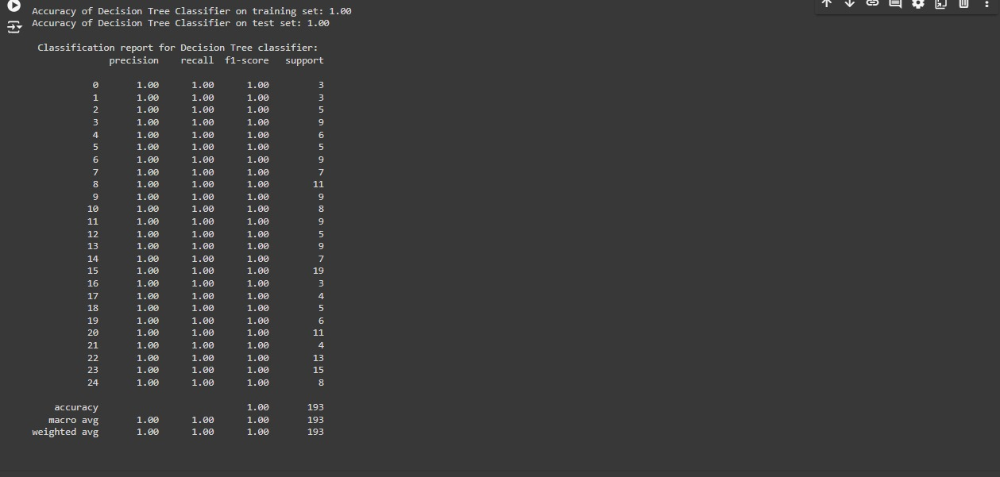 Accuracy of Decision Tree Classifier on training set: 1.00
Accuracy of Decision Tree Classifier on test set: 1.00
Classification report for Decision Tree classifier:
precision recall f1-score support
0 1.00 1.00 1.00 3
1 1.00 1.00 1.00 3
2 1.00 1.00 1.00 5
3 1.00 1.00 1.00 9
4 1.00 1.00 1.00 6
5 1.00 1.00 1.00 5
6 1.00 1.00 1.00 9
7 1.00 1.00 1.00 7
8 1.00 1.00 1.00 11
9 1.00 1.00 1.00 9
10 1.00 1.00 1.00 8
11 1.00 1.00 1.00 9
12 1.00 1.00 1.00 5
13 1.00 1.00 1.00 9
14 1.00 1.00 1.00 7
15 1.00 1.00 1.00 19
16 1.00 1.00 1.00 3
17 1.00 1.00 1.00 4
18 1.00 1.00 1.00 5
19 1.00 1.00 1.00 6
20 1.00 1.00 1.00 11
21 1.00 1.00 1.00 4
22 1.00 1.00 1.00 13
23 1.00 1.00 1.00 15
24 1.00 1.00 1.00 8
accuracy 1.00 193
macro avg 1.00 1.00 1.00 193
weighted avg 1.00 1.00 1.00 193